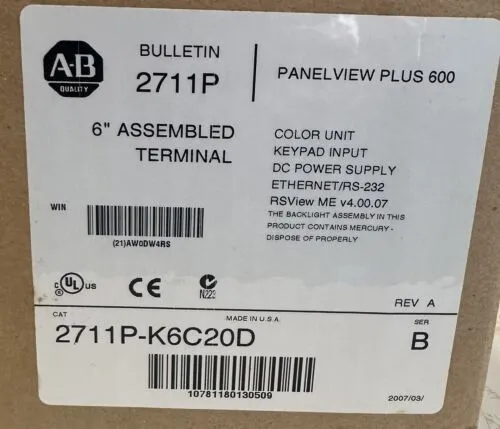 A-B
QUALITY
BULLETIN
2711P
PANELVIEW PLUS 600
6" ASSEMBLED
TERMINAL
COLOR UNIT
KEYPAD INPUT
DC POWER SUPPLY
ETHERNET/RS-232
RSView ME v4.00.07
THE BACKLIGHT ASSEMBLY IN THIS
PRODUCT CONTAINS MERCURY -
DISPOSE OF PROPERLY
WIN
(21)AW0DW4RS
c UL us
CE
N223
REV A
CAT
MADE IN U.S.A.
SER
2711P-K6C20D
B
10781180130509
2007/03/